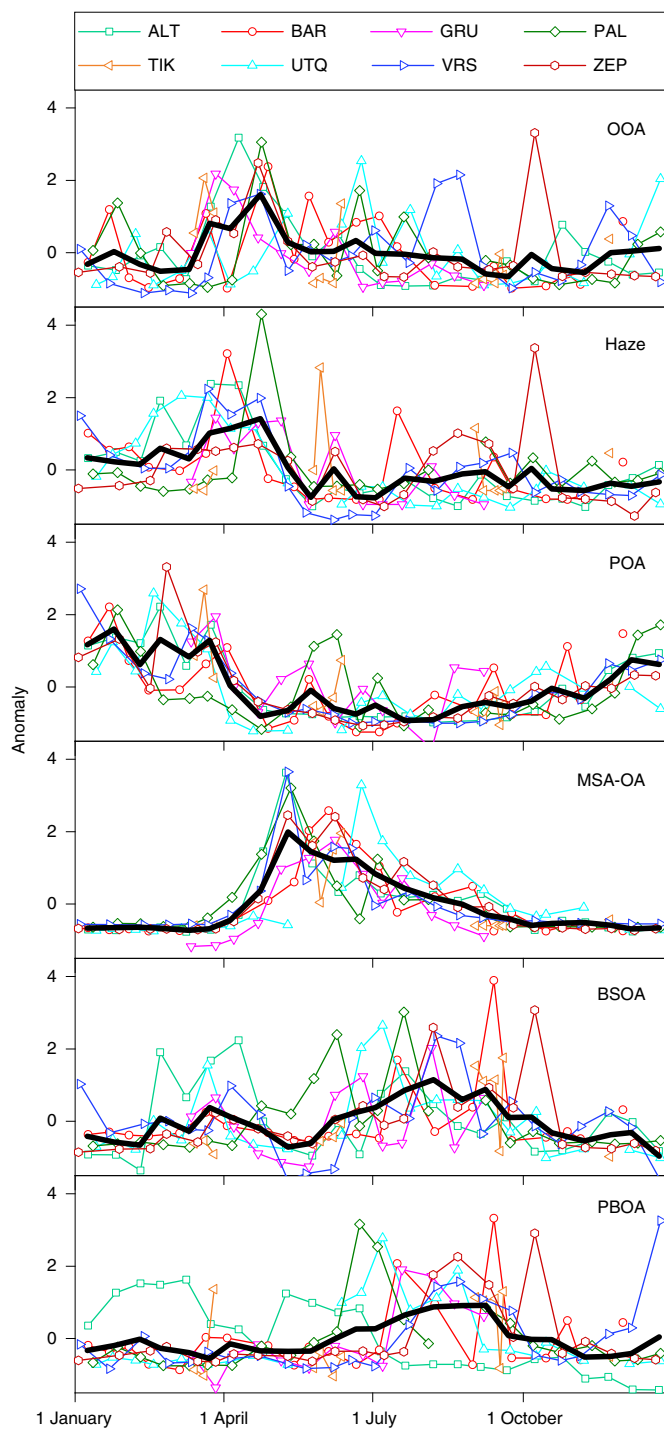 ALT BAR GRU PAL
TIK UTQ VRS ZEP
4
2
0
OOA
4
2
0
Haze
4
2
0
POA
Anomaly
4
2
0
MSA-OA
4
2
0
BSOA
4
2
0
PBOA
1 January 1 April 1 July 1 October